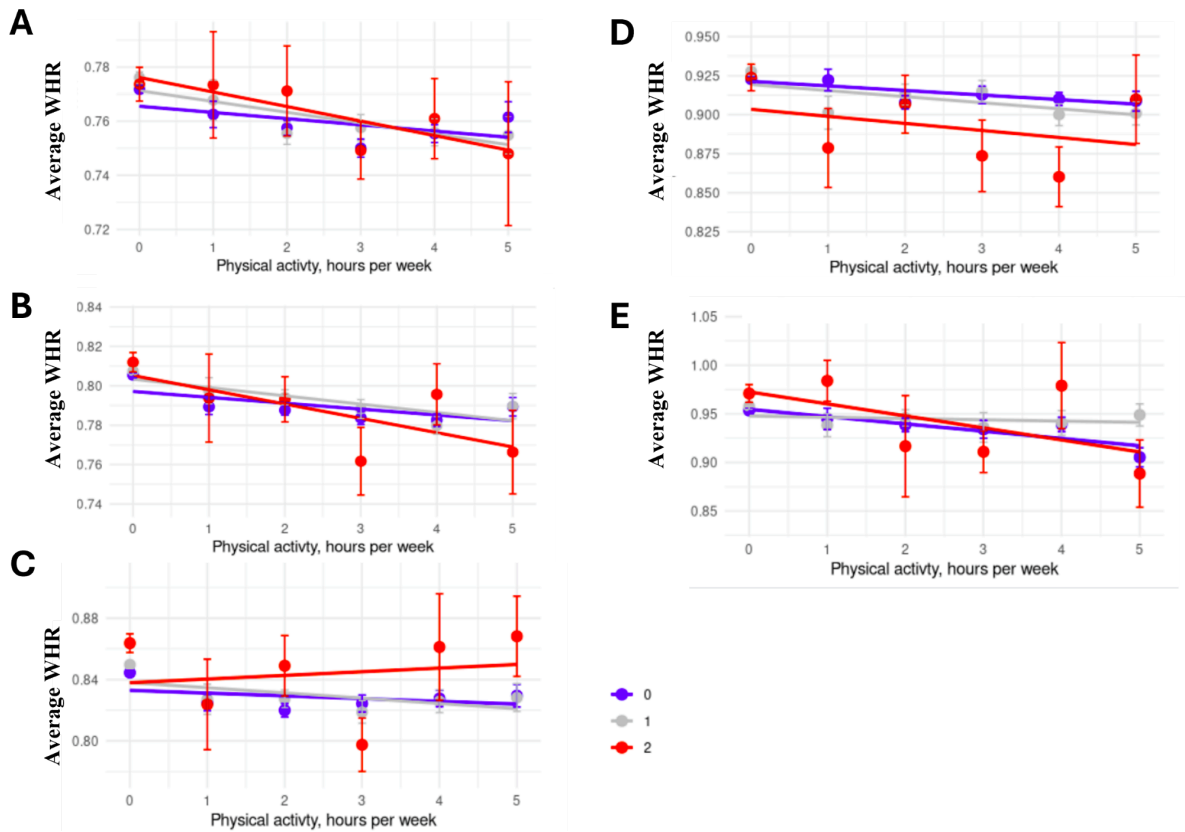 A
Average WHR
0.78
0.76
0.74
0.72
0 1 2 3 4 5
Physical activty, hours per week
B
Average WHR
0.84
0.82
0.80
0.78
0.76
0.74
0 1 2 3 4 5
Physical activty, hours per week
C
Average WHR
0.88
0.84
0.80
0 1 2 3 4 5
Physical activty, hours per week
D
Average WHR
0.950
0.925
0.900
0.875
0.850
0.825
0 1 2 3 4 5
Physical activty, hours per week
E
Average WHR
1.05
1.00
0.95
0.90
0.85
0 1 2 3 4 5
Physical activty, hours per week
0
1
2